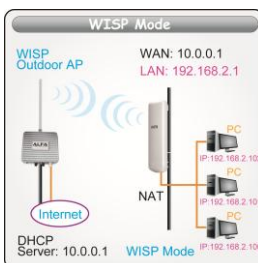 WISP Mode
WISP
Outdoor AP
WAN: 10.0.0.1
LAN: 192.168.2.1
ALFA
PC
PC
NAT
Internet
PC
DHCP
Server: 10.0.0.1
WISP Mode